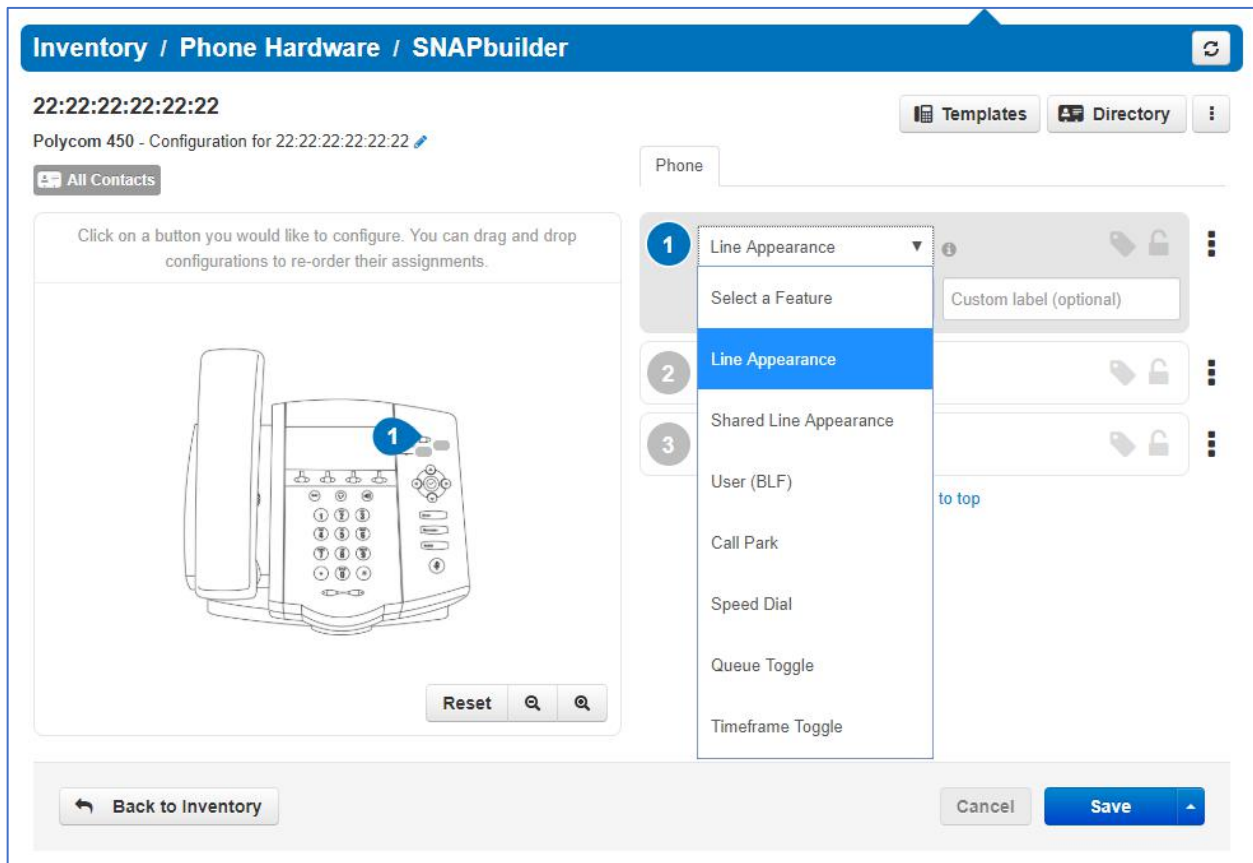 Inventory / Phone Hardware / SNAPbuilder
22:22:22:22:22:22
Templates
Directory
Polycom 450 - Configuration for 22:22:22:22:22:22
All Contacts
Phone
Click on a button you would like to configure. You can drag and drop
configurations to re-order their assignments.
1
Reset
1
Line Appearance
Custom label (optional)
Select a Feature
Line Appearance
Shared Line Appearance
User (BLF)
Call Park
Speed Dial
Queue Toggle
Timeframe Toggle
2
3
to top
Back to Inventory
Cancel
Save